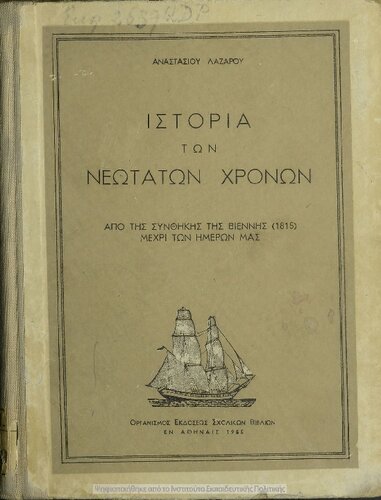 ΑΝΑΣΤΑΣΙΟΥ ΛΑΖΑΡΟΥ
ΙΣΤΟΡΙΑ
ΤΩΝ
ΝΕΩΤΑΤΩΝ ΧΡΟΝΩΝ
ΑΠΟ ΤΗΣ ΣΥΝΘΗΚΗΣ ΤΗΣ ΒΙΕΝΝΗΣ (1815)
ΜΕΧΡΙ ΤΩΝ ΗΜΕΡΩΝ ΜΑΣ
ΟΡΓΑΝΙΣΜΟΣ ΕΚΔΟΣΕΩΣ ΣΧΟΛΙΚΩΝ ΒΙΒΛΙΩΝ
ΕΝ ΑΘΗΝΑΙΣ
Ψηφιοποιήθηκε από το Ινστιτούτο Εκπαιδευτικής Πολιτικής